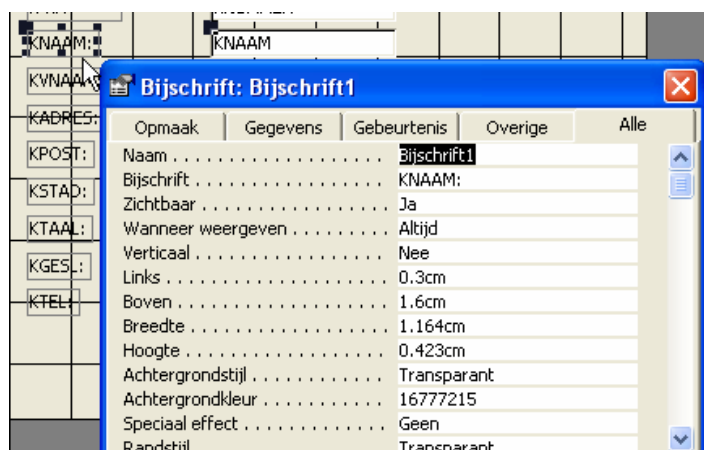 KNAAM: KNAAM
KVNAAM
Bijschrift: Bijschrift1
KADRES:
Opmaak Gegevens Gebeurtenis Overige Alle
KPOST:
Naam Bijschrift1
Bijschrift KNAAM:
KSTAD:
Zichtbaar Ja
KTAAL:
Wanneer weergeven Altijd
Verticaal Nee
KGESL:
Links 0.3cm
KTEL:
Boven 1.6cm
Breedte 1.164cm
Hoogte 0.423cm
Achtergrondstijl Transparant
Achtergrondkleur 16777215
Speciaal effect Geen
Randstijl Transparant